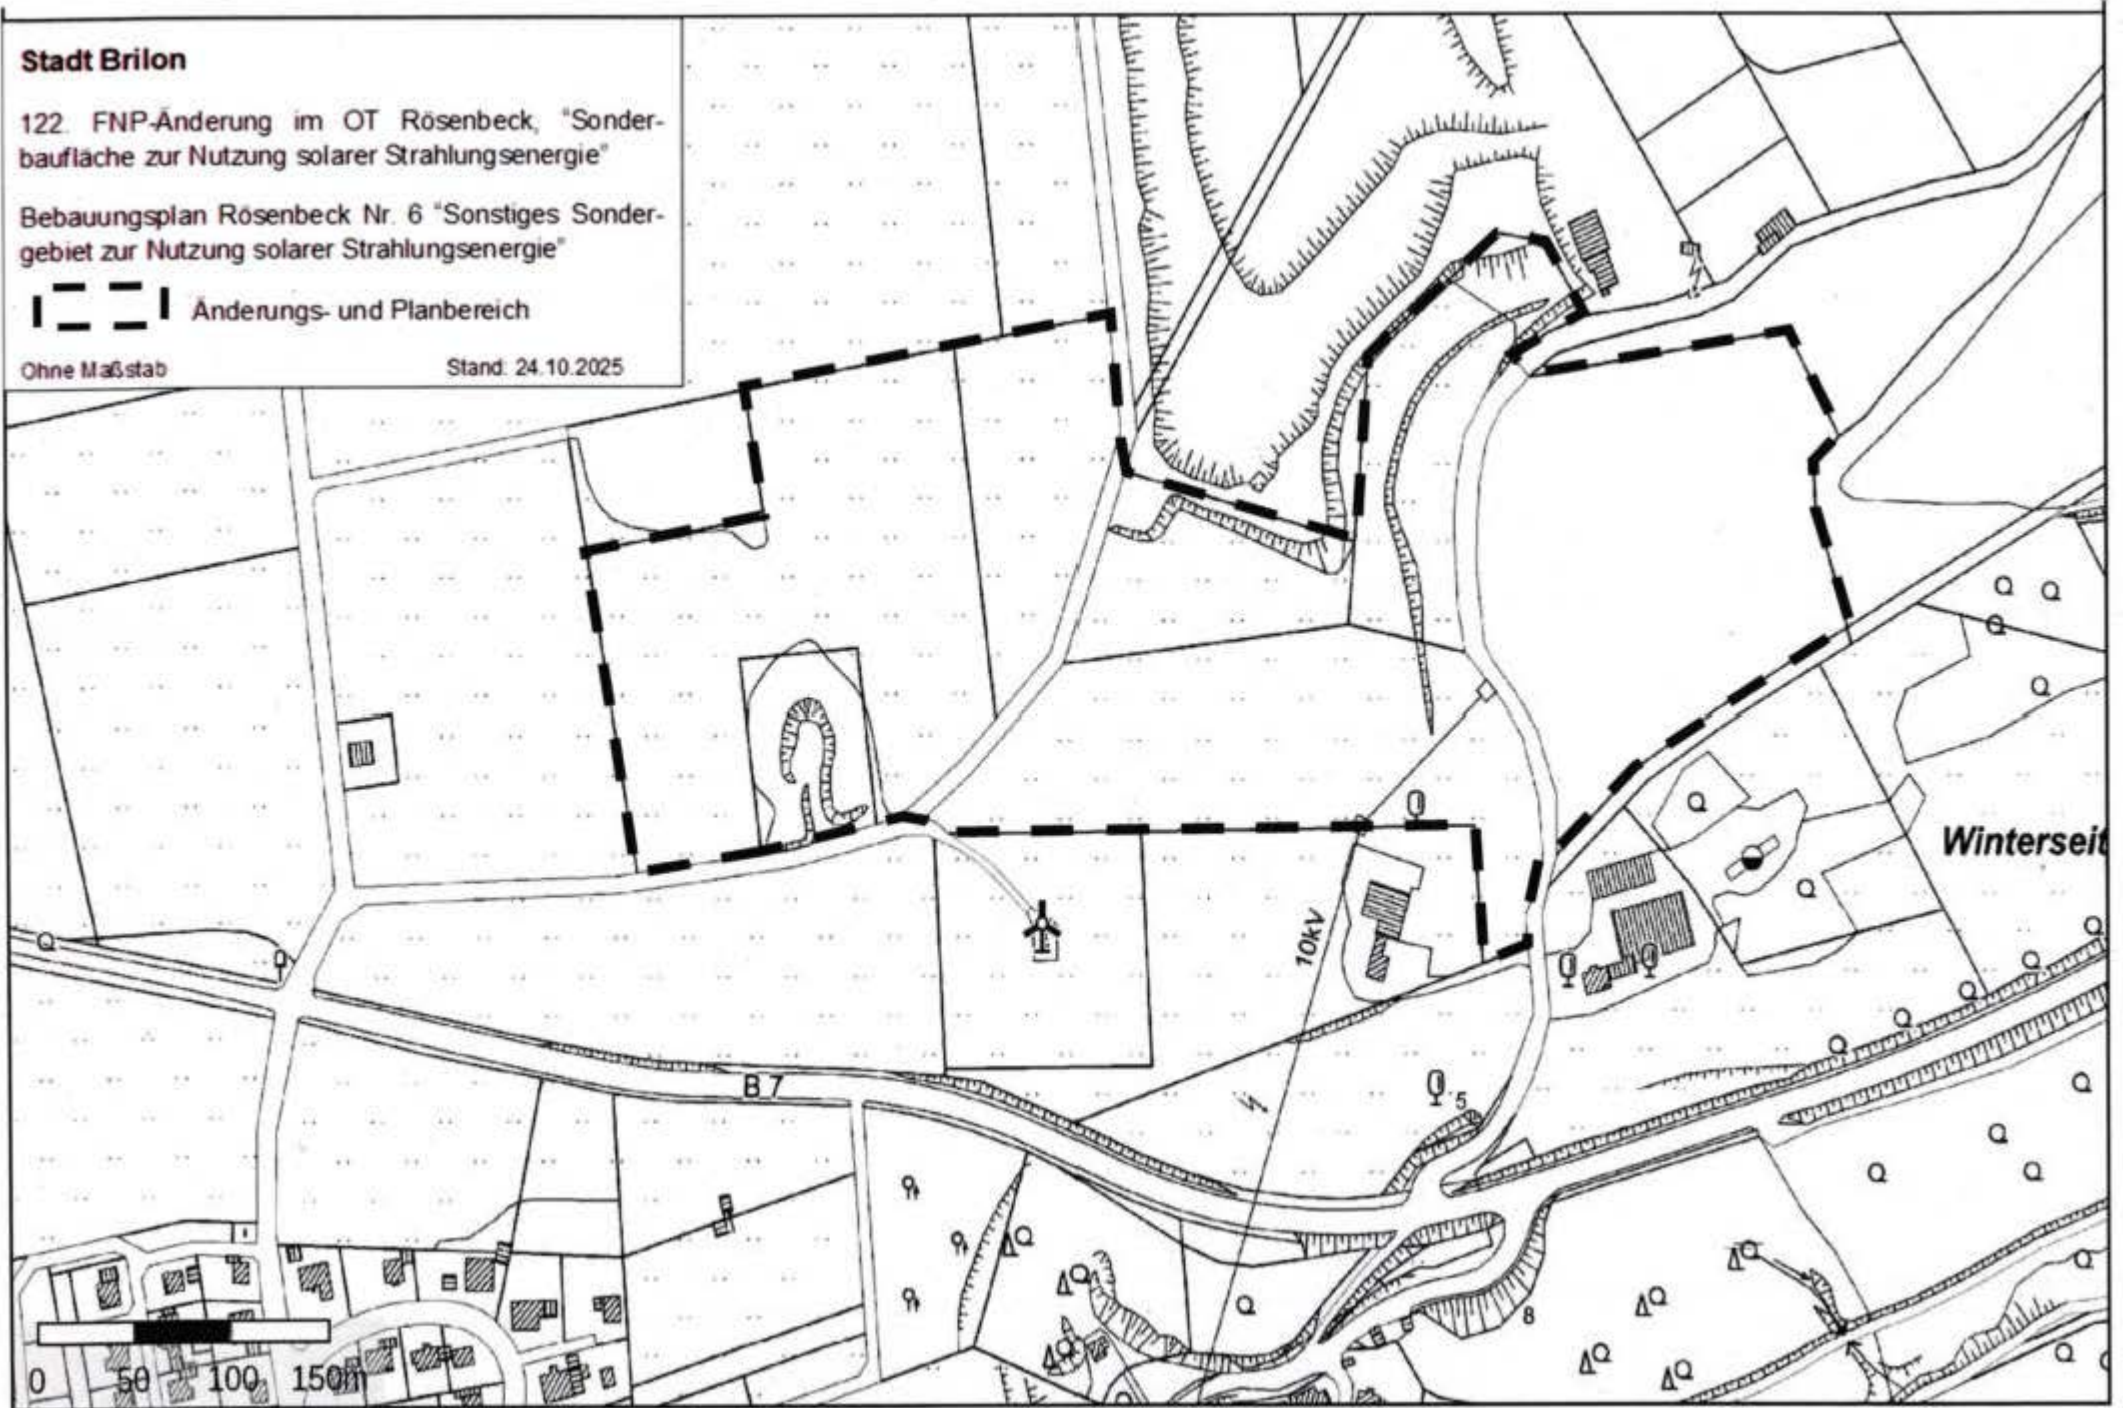 Stadt Brilon
122. FNP-Änderung im OT Rösenbeck, "Sonder-
baufläche zur Nutzung solarer Strahlungsenergie"
Bebauungsplan Rösenbeck Nr. 6 "Sonstiges Sonder-
gebiet zur Nutzung solarer Strahlungsenergie"
Änderungs- und Planbereich
Ohne Maßstab Stand: 24.10.2025
Winterseit
10kV
B 7
5
8
0 50 100 150m